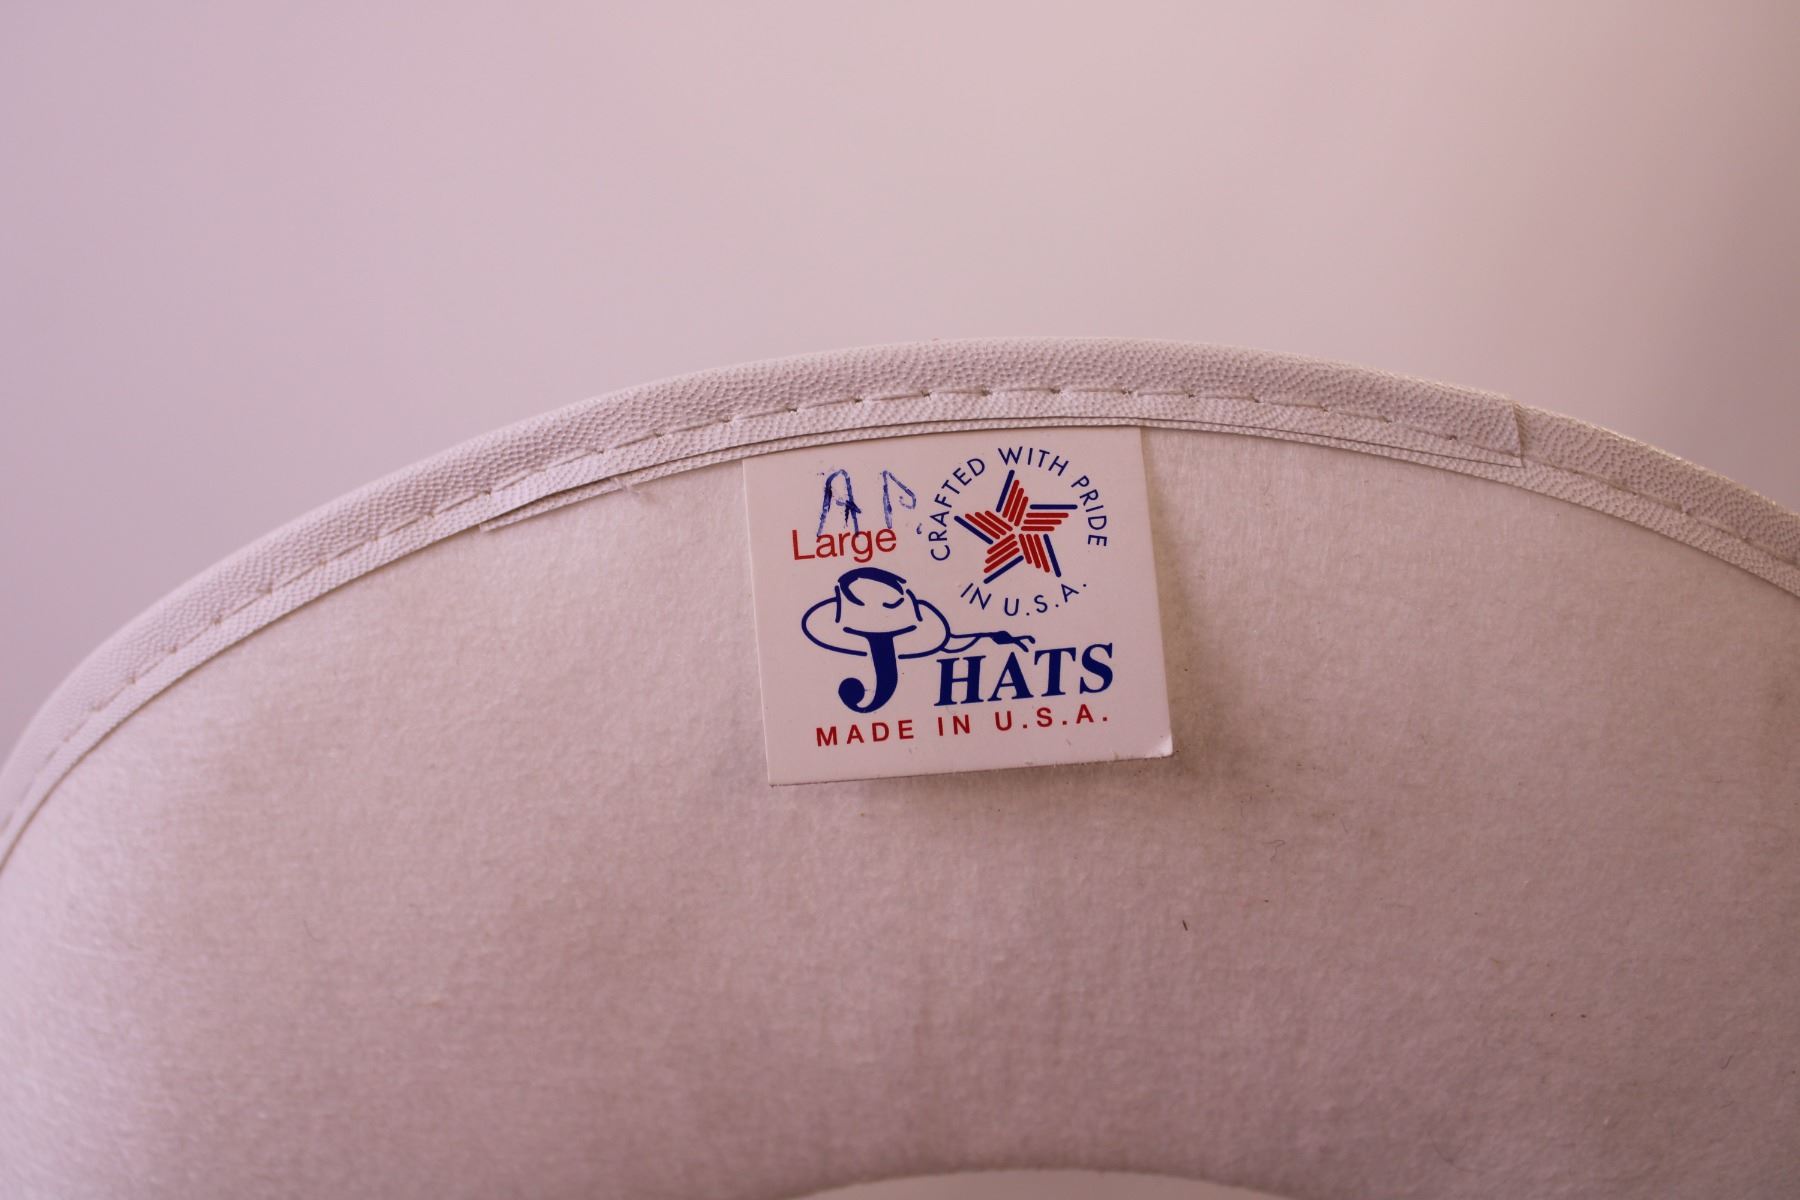 AP
Large
CRAFTED WITH PRIDE
IN U.S.A.
J HATS
MADE IN U.S.A.